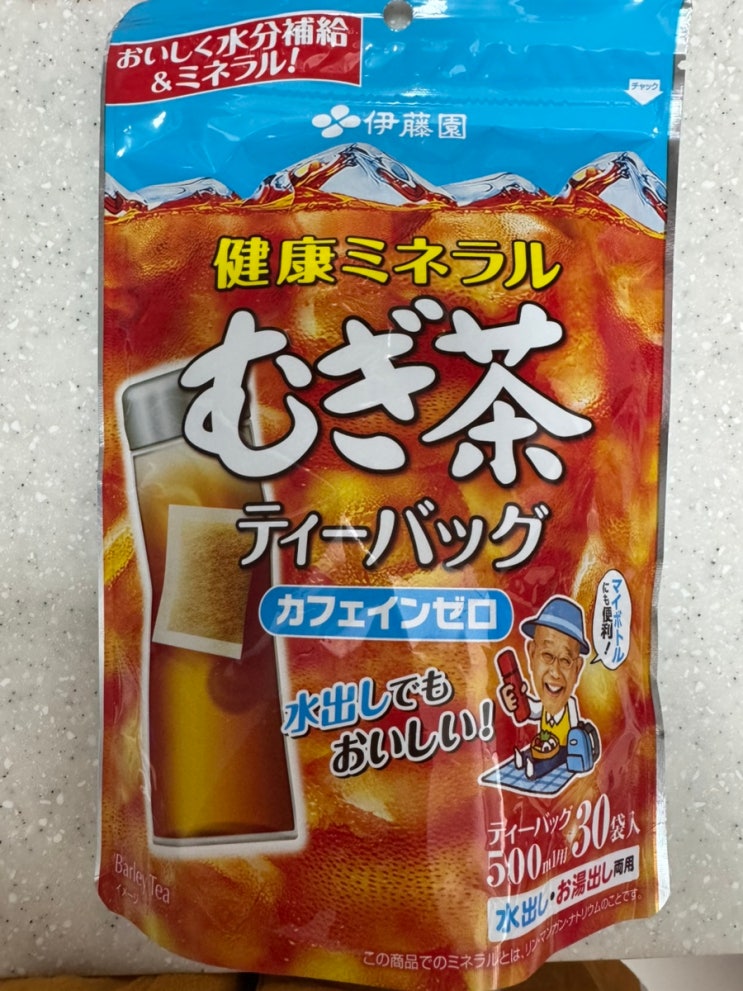 おいしく水分補給
&ミネラル!
チャック
伊藤園
健康ミネラル
むぎ茶
ティーバッグ
カフェインゼロ
マイボトル
にも便利!
水出しでも
おいしい!
ティーバッグ
500ml用 30袋入
水出し・お湯出し両用
Barley Tea
イメージ
この商品でのミネラルとは、リン・マンガン・ナトリウムのことです。